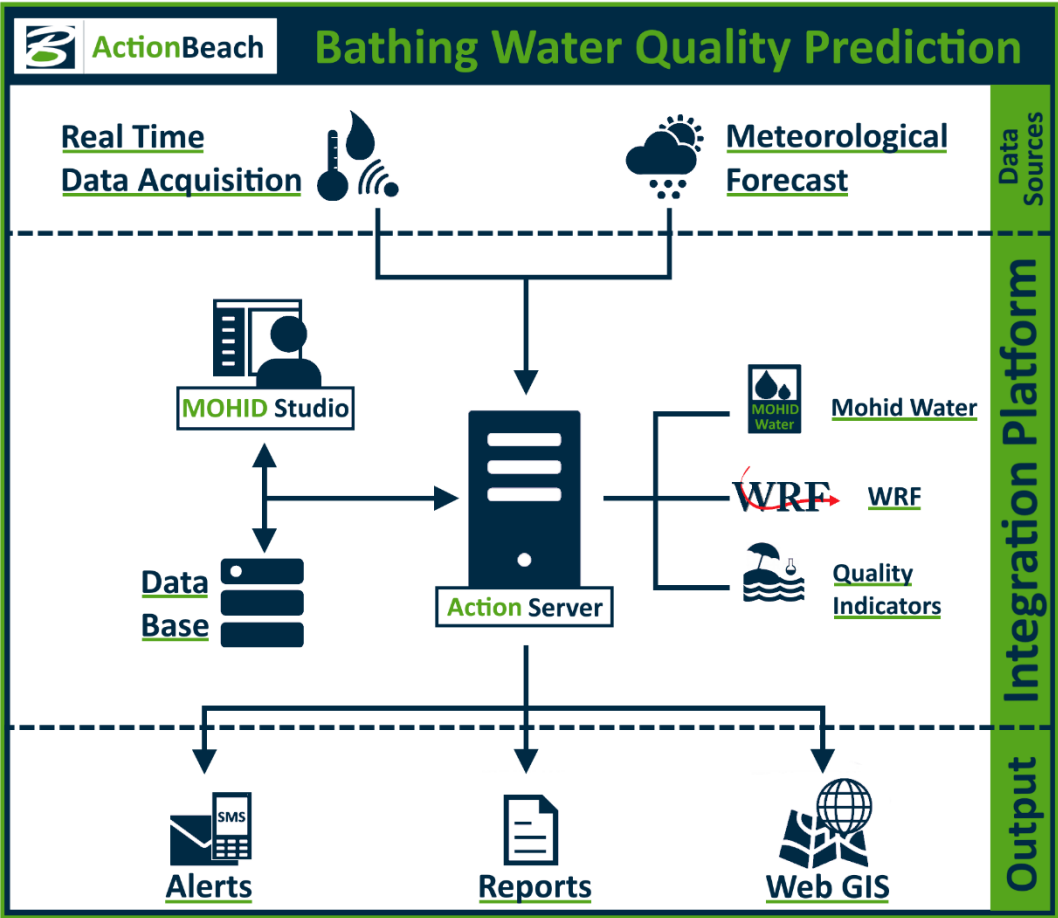 ActionBeach
Bathing Water Quality Prediction
Real Time
Data Acquisition
Meteorological
Forecast
Data
Sources
MOHID Studio
MOHID
Water
Mohid Water
WRF
WRF
Data
Base
Action Server
Quality
Indicators
Integration Platform
SMS
Alerts
Reports
Web GIS
Output